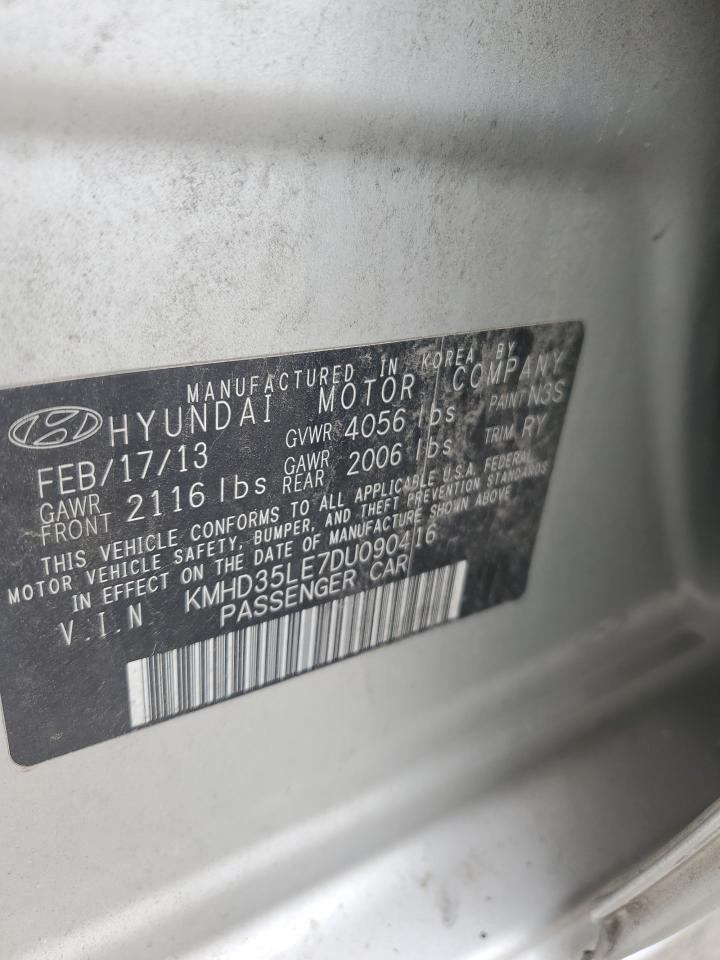 MANUFACTURED IN KOREA BY
HYUNDAI MOTOR COMPANY
FEB/17/13 GVWR 4056 lbs PAINT N3S
GAWR FRONT 2116 lbs GAWR REAR 2006 lbs TRIM RY
THIS VEHICLE CONFORMS TO ALL APPLICABLE U.S.A. FEDERAL
MOTOR VEHICLE SAFETY, BUMPER, AND THEFT PREVENTION STANDARDS
IN EFFECT ON THE DATE OF MANUFACTURE SHOWN ABOVE
V.I.N KMHD35LE7DU090416
PASSENGER CAR